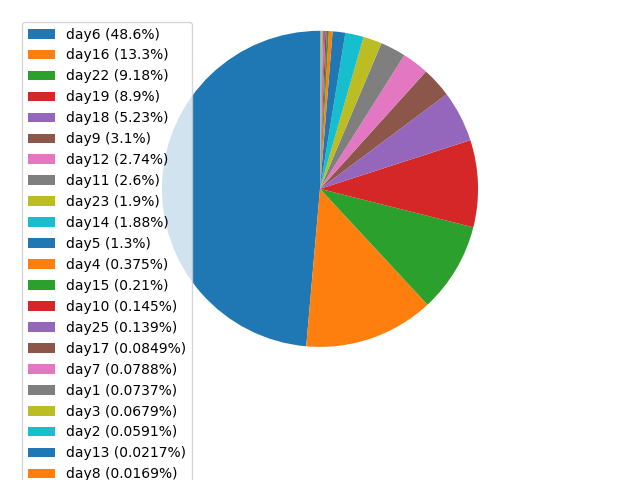 day6 (48.6%)
day16 (13.3%)
day22 (9.18%)
day19 (8.9%)
day18 (5.23%)
day9 (3.1%)
day12 (2.74%)
day11 (2.6%)
day23 (1.9%)
day14 (1.88%)
day5 (1.3%)
day4 (0.375%)
day15 (0.21%)
day10 (0.145%)
day25 (0.139%)
day17 (0.0849%)
day7 (0.0788%)
day1 (0.0737%)
day3 (0.0679%)
day2 (0.0591%)
day13 (0.0217%)
day8 (0.0169%)